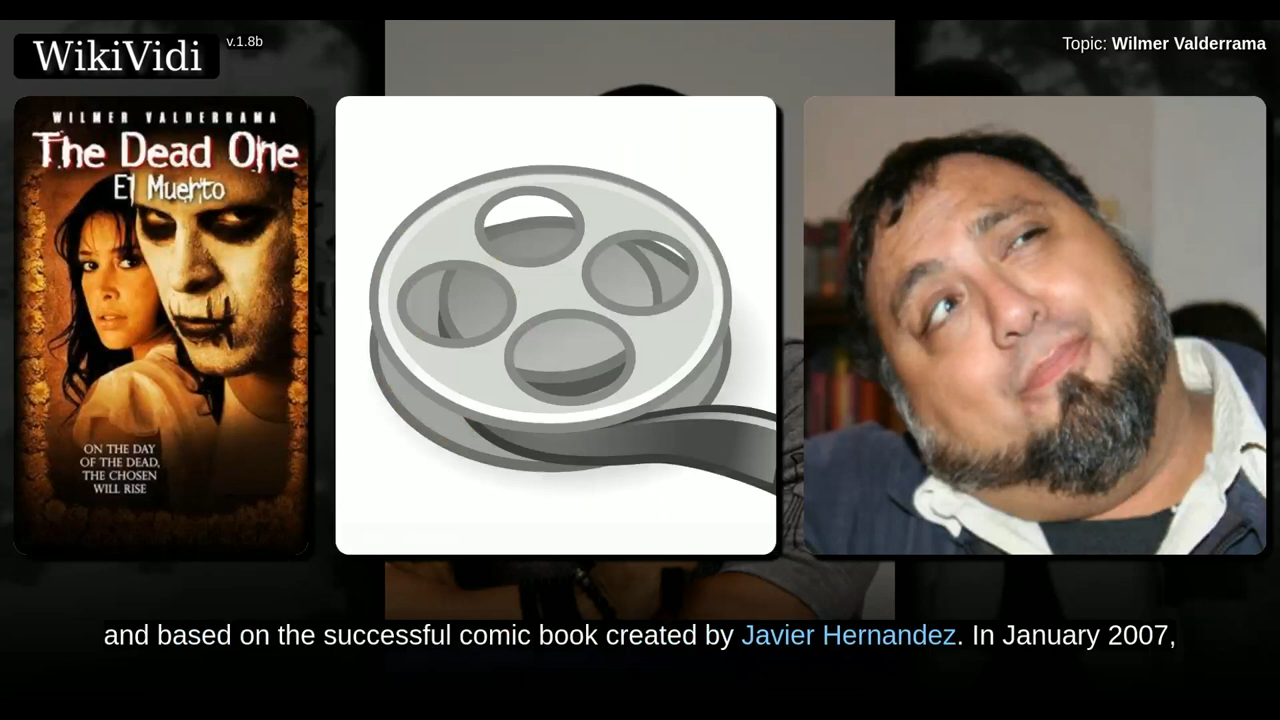 WikiVidi
v.1.8b
Topic: Wilmer Valderrama
WILMER VALDERRAMA
The Dead One
El Muerto
ON THE DAY
OF THE DEAD,
THE CHOSEN
WILL RISE
and based on the successful comic book created by Javier Hernandez. In January 2007,